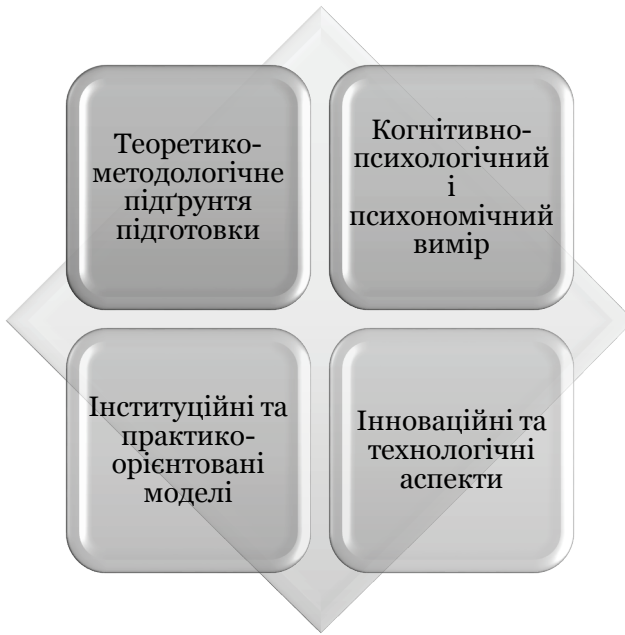 Теоретико-
методологічне
підґрунтя
підготовки
Когнітивно-
психологічний
і
психономічний
вимір
Інституційні та
практико-
орієнтовані
моделі
Інноваційні та
технологічні
аспекти